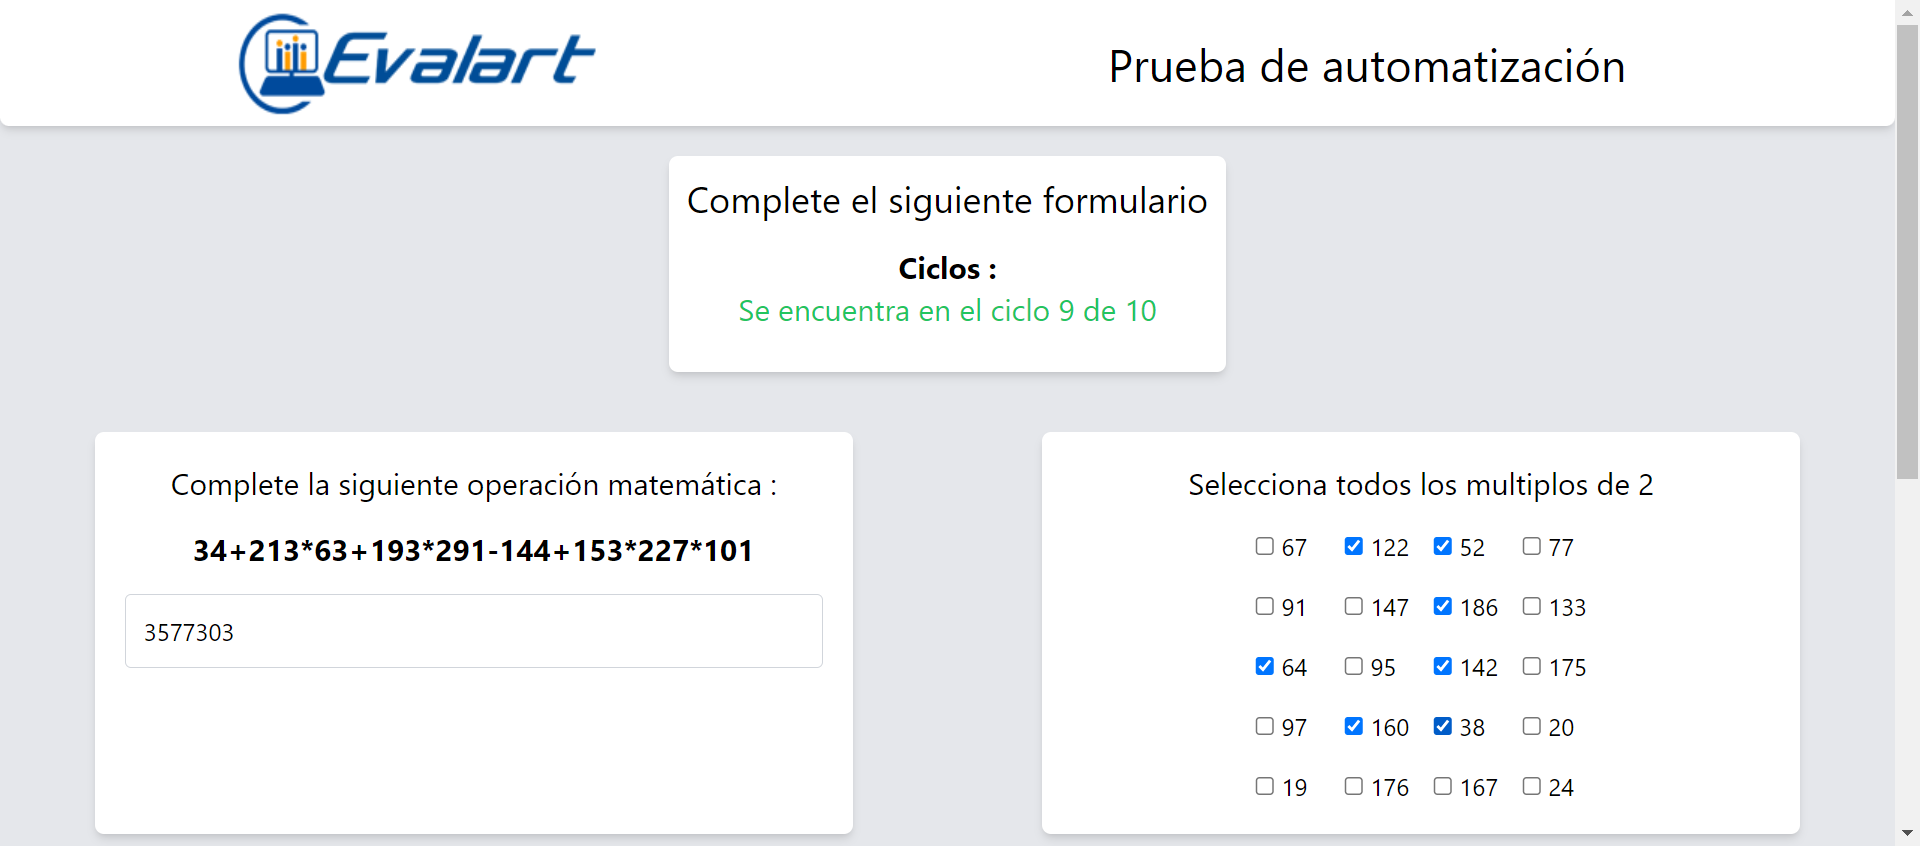 Evalart
Prueba de automatización
Complete el siguiente formulario
Ciclos :
Se encuentra en el ciclo 9 de 10
Complete la siguiente operación matemática :
34+213*63+193*291-144+153*227*101
3577303
Selecciona todos los multiplos de 2
67 122 52 77
91 147 186 133
64 95 142 175
97 160 38 20
19 176 167 24